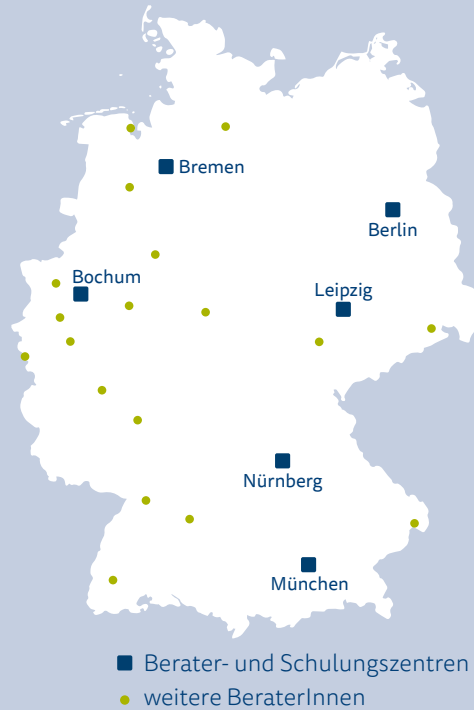 Bremen
Berlin
Bochum
Leipzig
Nürnberg
München
Berater- und Schulungszentren
weitere BeraterInnen